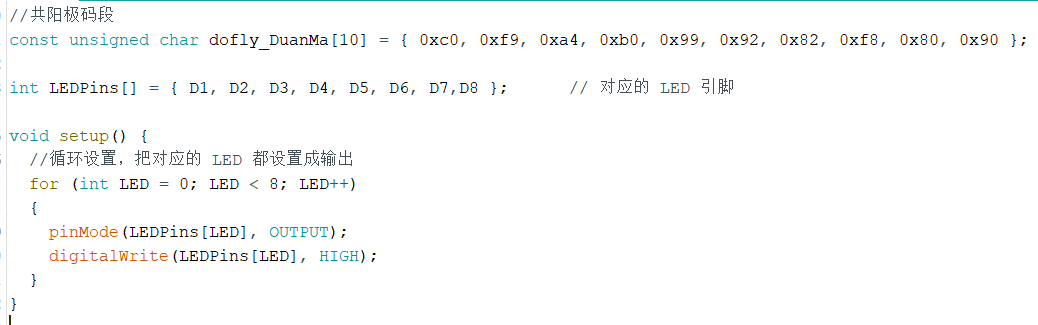 //共阳极码段
const unsigned char dofly_DuanMa[10] = { 0xc0, 0xf9, 0xa4, 0xb0, 0x99, 0x92, 0x82, 0xf8, 0x80, 0x90 };
int LEDPins[] = { D1, D2, D3, D4, D5, D6, D7,D8 };      // 对应的 LED 引脚
void setup() {
  //循环设置，把对应的 LED 都设置成输出
  for (int LED = 0; LED < 8; LED++)
  {
    pinMode(LEDPins[LED], OUTPUT);
    digitalWrite(LEDPins[LED], HIGH);
  }
}